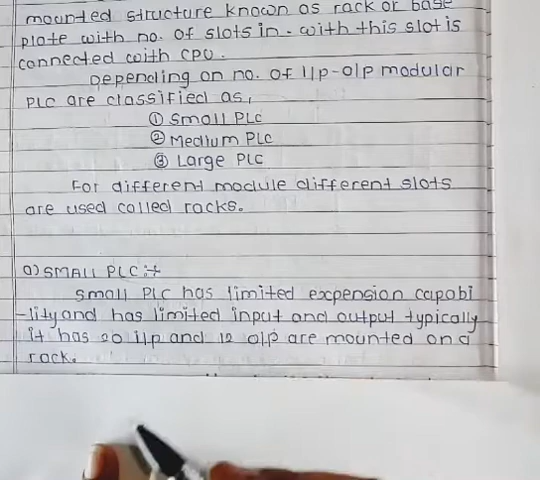 mounted structure known as rack or base
plate with no. of slots in. with this slot is
connected with CPU.
Depending on no. of I/p-o/p modular
PLC are classified as,
① Small PLC
② Medium PLC
③ Large PLC
For different module different slots
are used called racks.
a) SMALL PLC:+
Small PLC has limited expension capabi
-lity and has limited input and output typically
it has 20 i/p and 12 o/p are mounted on a
rack.